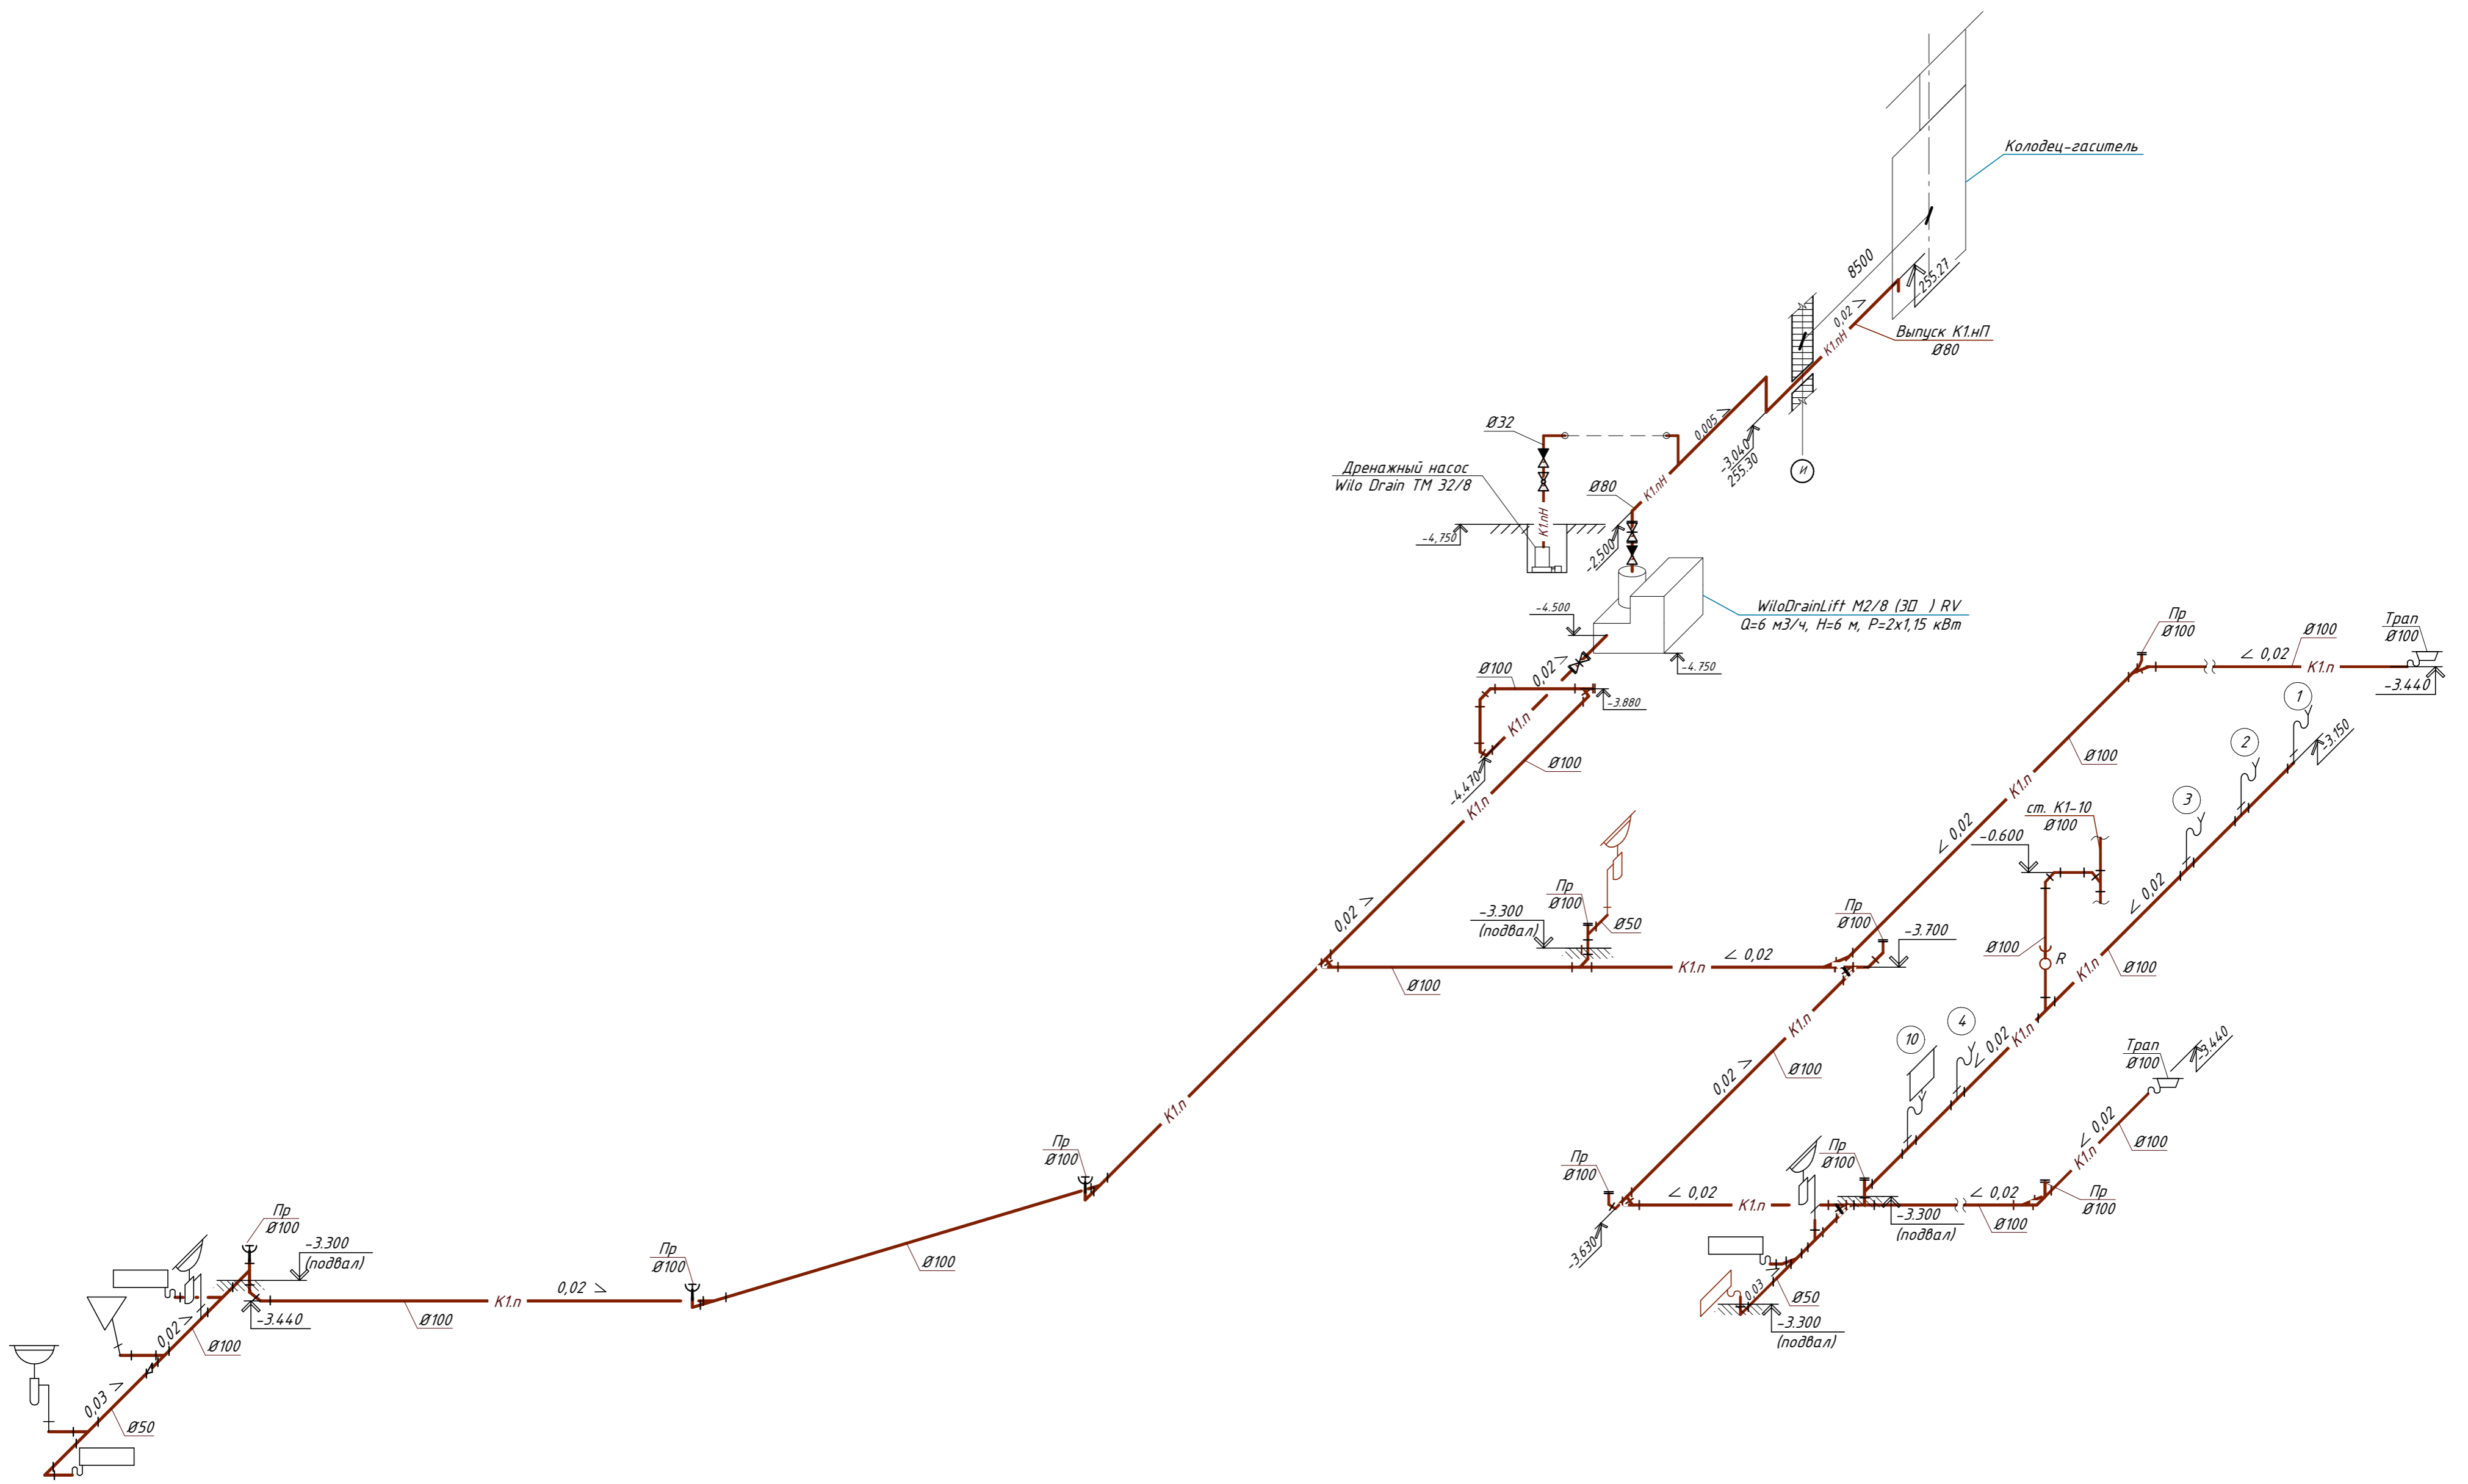 Колодец-гаситель
8500
255.27
0,02
Выпуск К1.нП
Ø80
К1.пН
0,005
Ø32
-3.040
255.30
И
Дренажный насос
Wilo Drain TM 32/8
Ø80
К1.пН
К1.пН
-4,750
-2.500
-4.500
WiloDrainLift M2/8 (3
) RV
Q=6 м3/ч, H=6 м, P=2х1,15 кВт
-4.750
Пр
Ø100
Ø100
Трап
Ø100
0,02
К1.п
-3.440
Ø100
0,02
-3.880
К1.п
1
-3.150
2
Ø100
Ø100
-4.470
К1.п
К1.п
3
ст. К1-10
Ø100
0,02
-0.600
Пр
Ø100
-3.300
(подвал)
Ø50
0,02
Пр
Ø100
-3.700
0,02
Ø100
R
К1.п
0,02
К1.п
Ø100
Ø100
К1.п
4
10
0,02
К1.п
0,02
Ø100
Трап
Ø100
-3.440
К1.п
0,02
Ø100
К1.п
Пр
Ø100
Пр
Ø100
Пр
Ø100
0,02
К1.п
0,02
Пр
Ø100
-3.300
(подвал)
Ø100
-3.630
Пр
Ø100
-3.300
(подвал)
Пр
Ø100
Ø100
0,03
Ø50
0,02
К1.п
Ø100
-3.440
-3.300
(подвал)
0,02
Ø100
0,03
Ø50